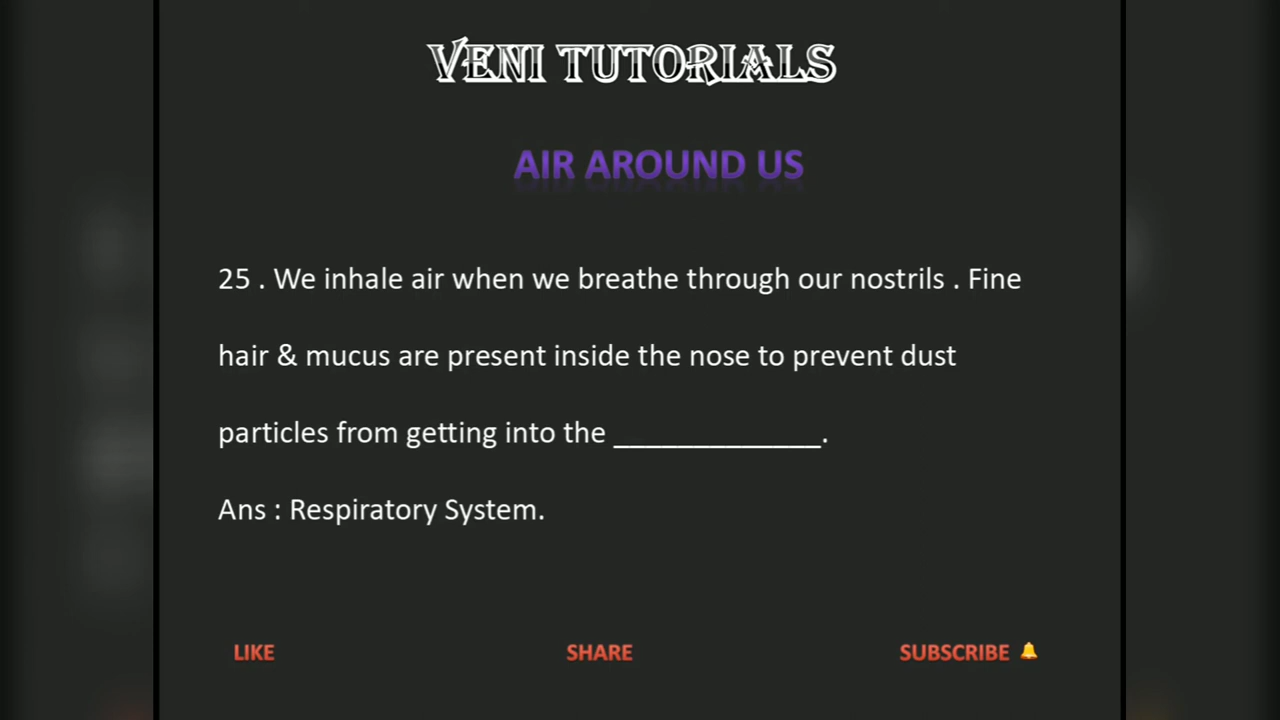 VENI TUTORIALS
AIR AROUND US
25 . We inhale air when we breathe through our nostrils . Fine
hair & mucus are present inside the nose to prevent dust
particles from getting into the _____________.
Ans : Respiratory System.
LIKE SHARE SUBSCRIBE 🔔